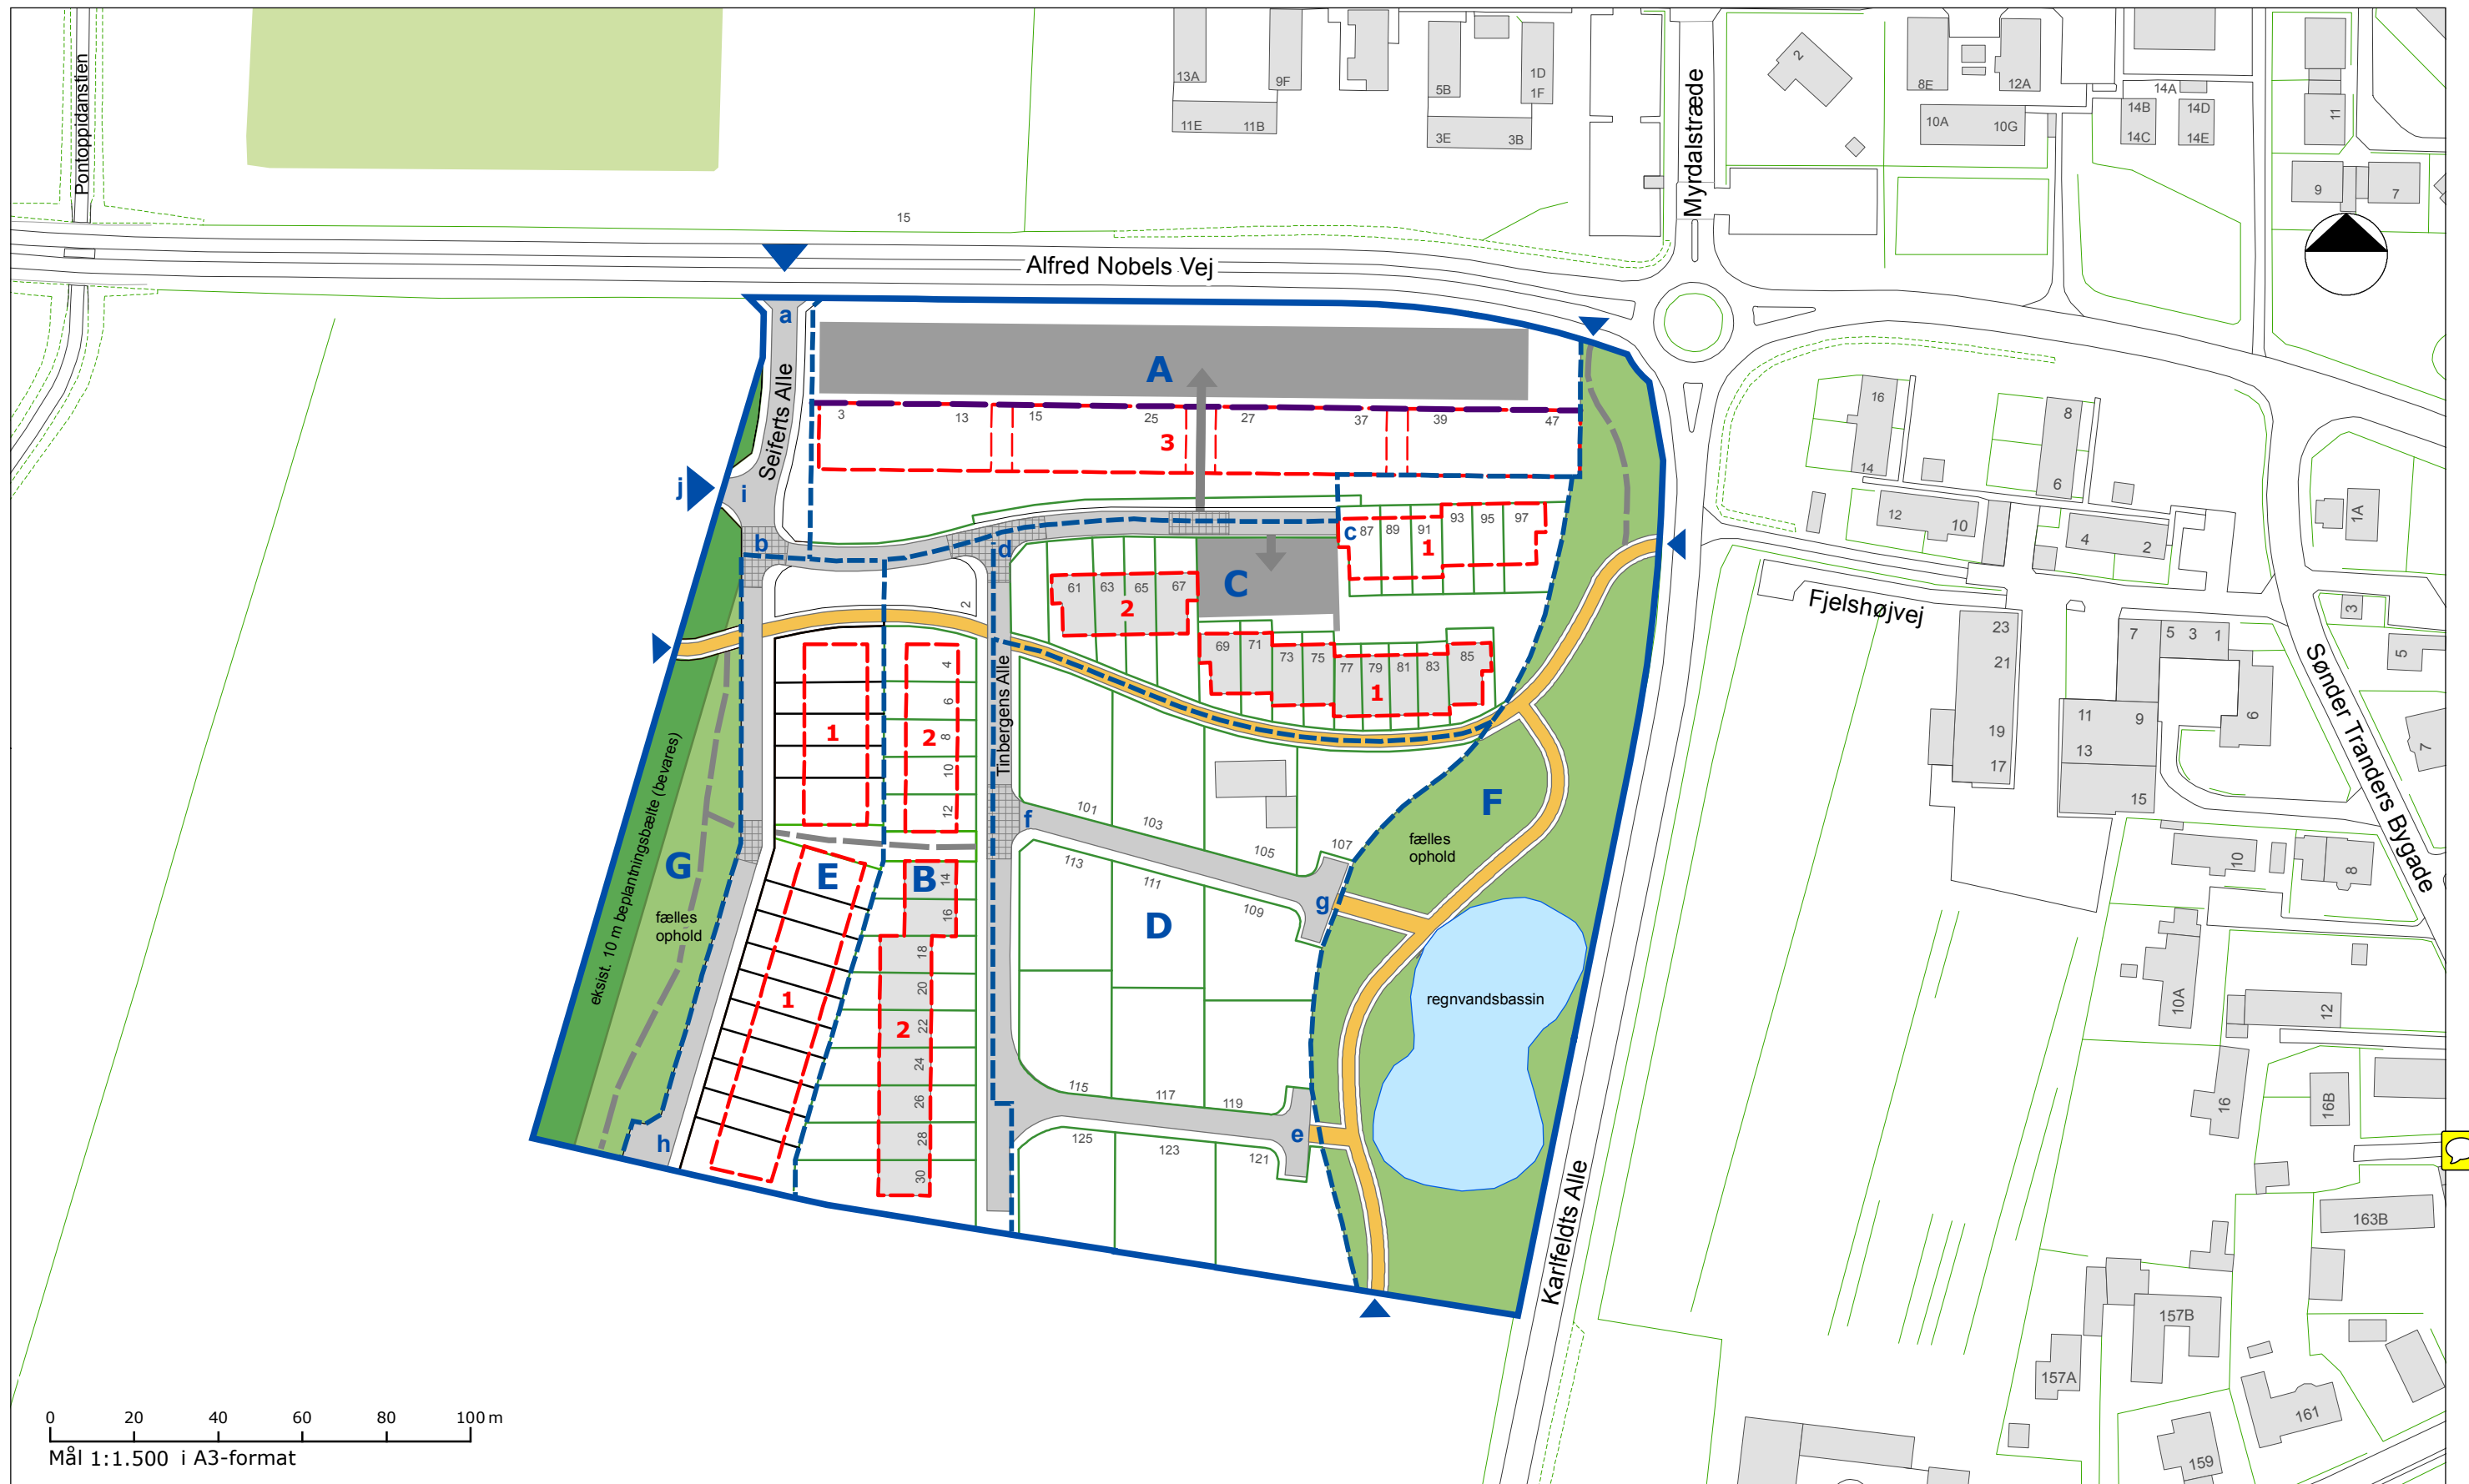 Pontoppidanstien
13A
9F
11E
11B
5B
1D
1F
3E
3B
Myrdalstræde
2
8E
12A
10A
10G
14A
14B
14D
14C
14E
11
9
7
15
Alfred Nobels Vej
a
A
Seiferts Alle
3
13
15
25
27
37
39
47
3
j
i
b
d
c
87
89
91
93
95
97
1
C
61
63
65
67
2
2
69
71
73
75
77
79
81
83
85
1
16
14
8
6
12
10
4
2
1A
3
5
Fjelshøjvej
23
21
19
17
7
5
3
1
11
9
13
15
6
7
Sønder Tranders Bygade
10
8
Tinbergens Alle
4
6
8
10
12
1
2
eksist. 10 m beplantningsbælte (bevares)
G
fælles
ophold
E
B
14
16
18
20
22
24
26
28
30
1
2
h
f
101
103
105
107
113
111
109
g
D
F
fælles
ophold
regnvandsbassin
115
117
119
125
123
121
e
Karlfeldts Alle
10A
12
16
16B
163B
157B
157A
161
159
0 20 40 60 80 100 m
Mål 1:1.500 i A3-format